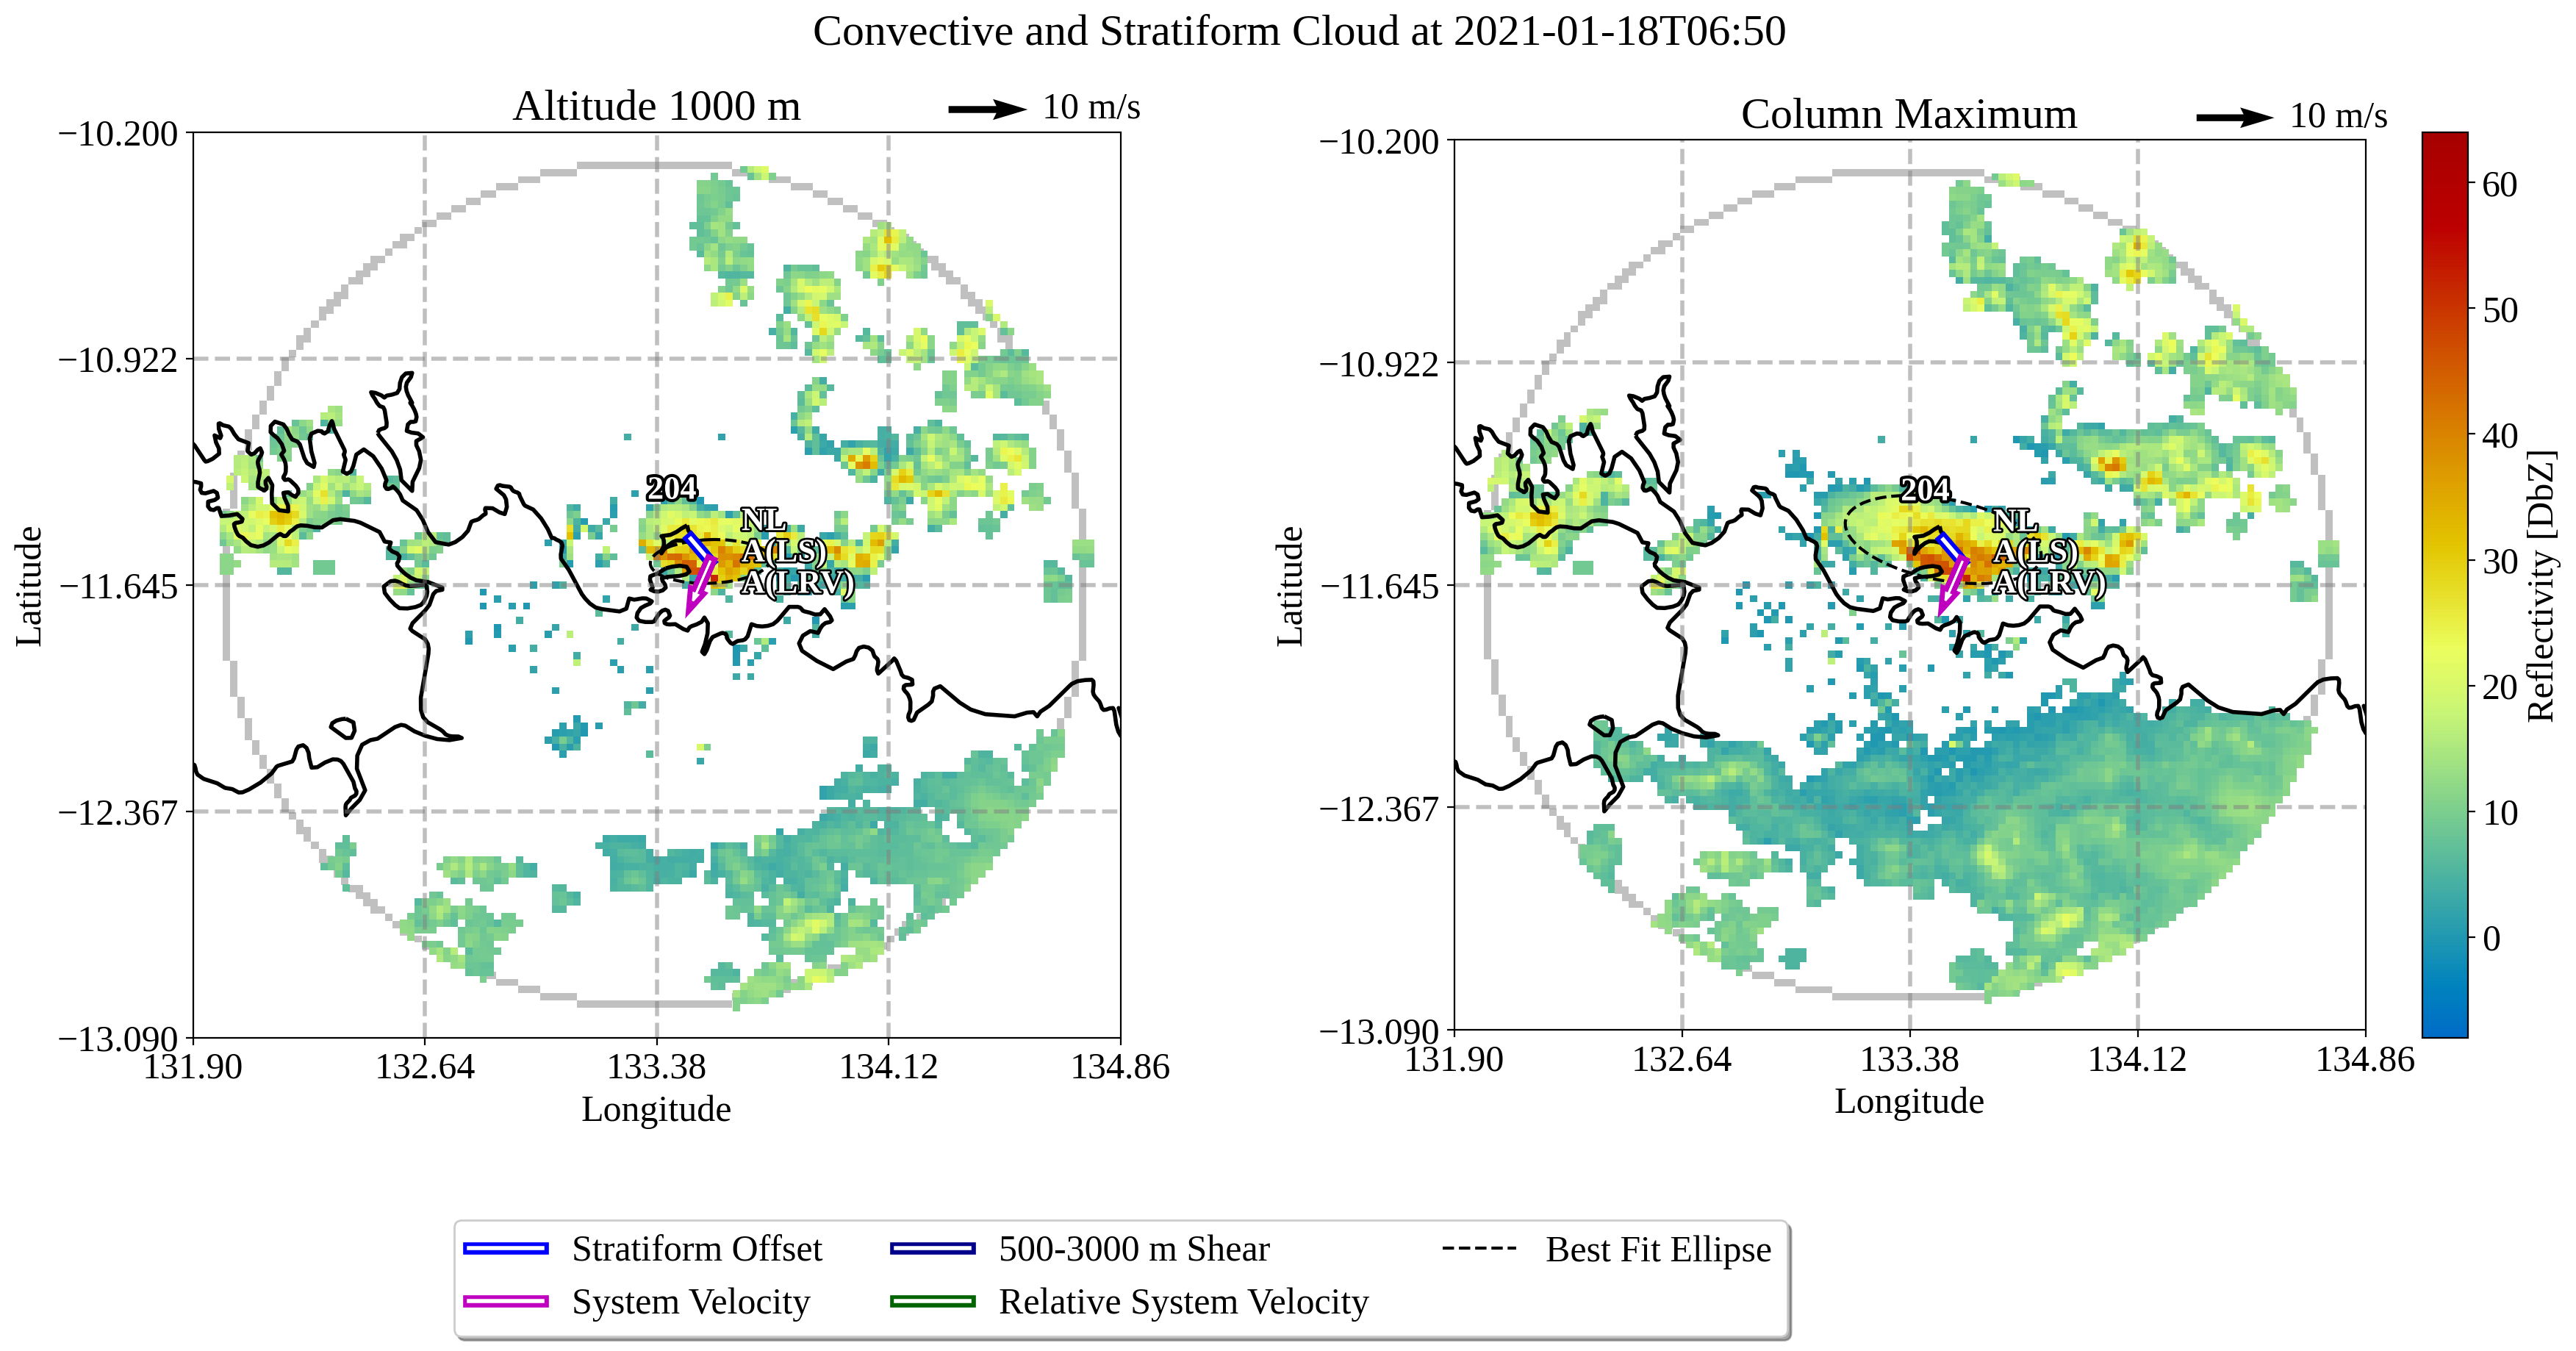 Convective and Stratiform Cloud at 2021-01-18T06:50
Altitude 1000 m
10 m/s
−10.200
−10.922
−11.645
−12.367
−13.090
131.90
132.64
133.38
134.12
134.86
Latitude
Longitude
204
NL
A(LS)
A(LRV)
Column Maximum
10 m/s
−10.200
−10.922
−11.645
−12.367
−13.090
131.90
132.64
133.38
134.12
134.86
Latitude
Longitude
204
NL
A(LS)
A(LRV)
60
50
40
30
20
10
0
Reflectivity [DbZ]
Stratiform Offset
System Velocity
500-3000 m Shear
Relative System Velocity
Best Fit Ellipse